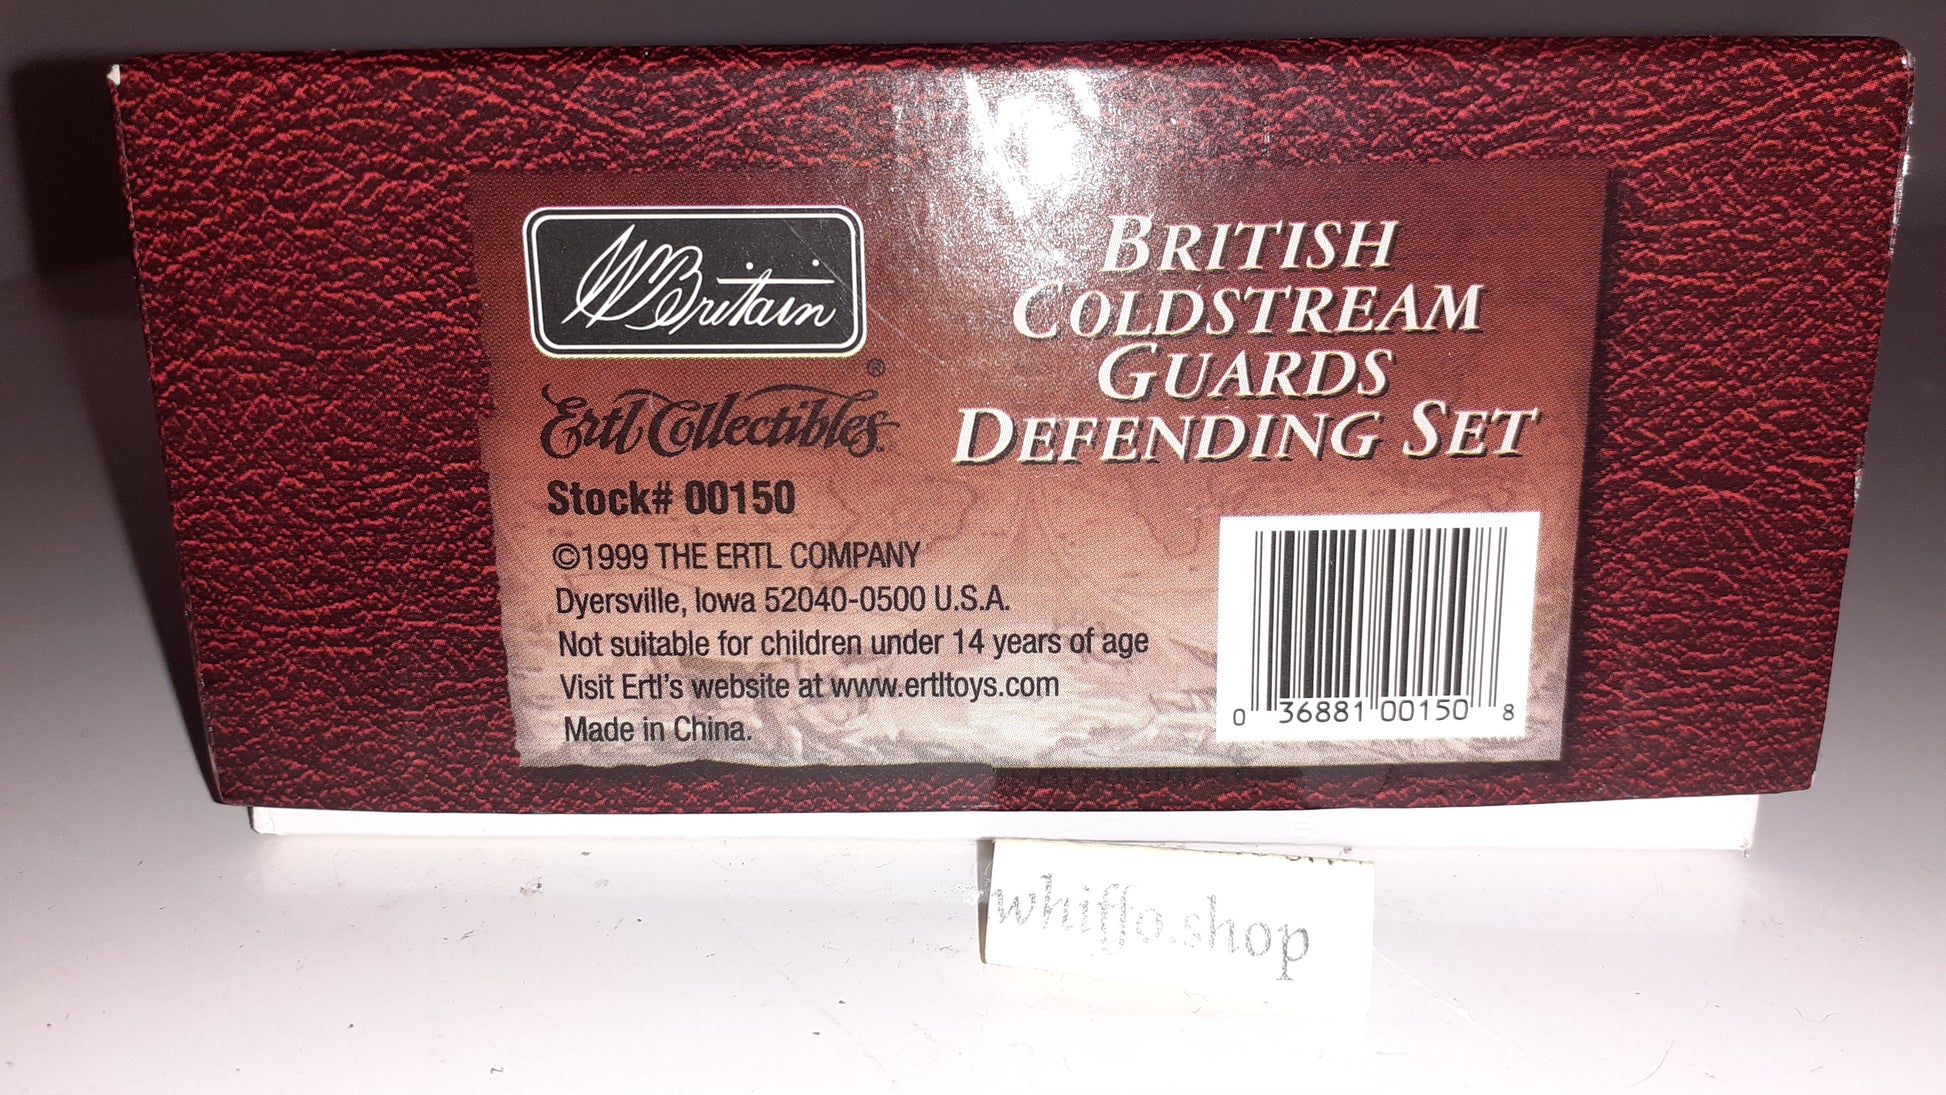 WBritain
®
Ertl Collectibles
Stock# 00150
©1999 THE ERTL COMPANY
Dyersville, Iowa 52040-0500 U.S.A.
Not suitable for children under 14 years of age
Visit Ertl's website at www.ertltoys.com
Made in China.
BRITISH
COLDSTREAM
GUARDS
DEFENDING SET
0 36881 00150 8
whiffo.shop